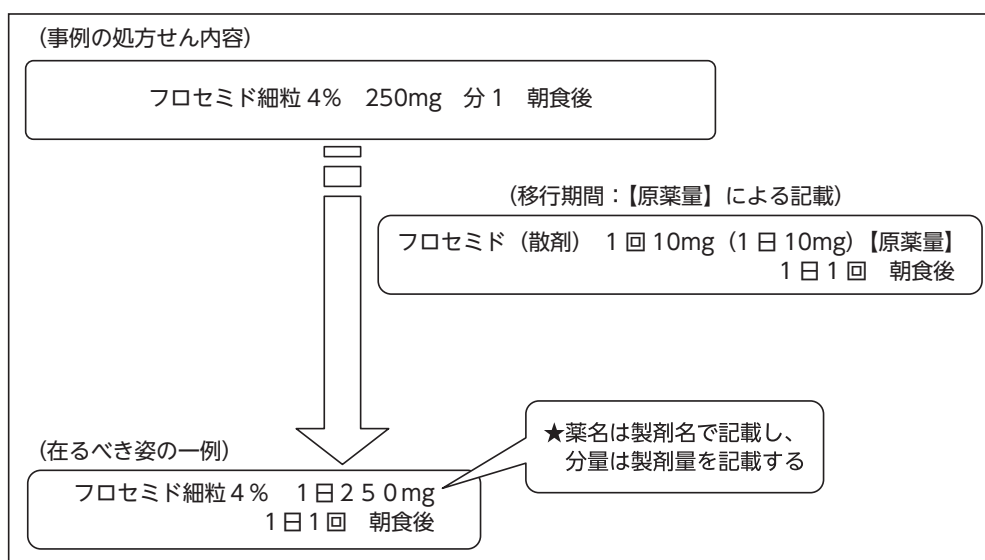 （事例の処方せん内容）
フロセミド細粒 4%　250mg　分 1　朝食後
（移行期間：【原薬量】による記載）
フロセミド（散剤）　1 回 10mg（1 日 10mg）【原薬量】
1 日 1 回　朝食後
（在るべき姿の一例）
★薬名は製剤名で記載し、
分量は製剤量を記載する
フロセミド細粒４%　１日２５０mg
１日１回　朝食後